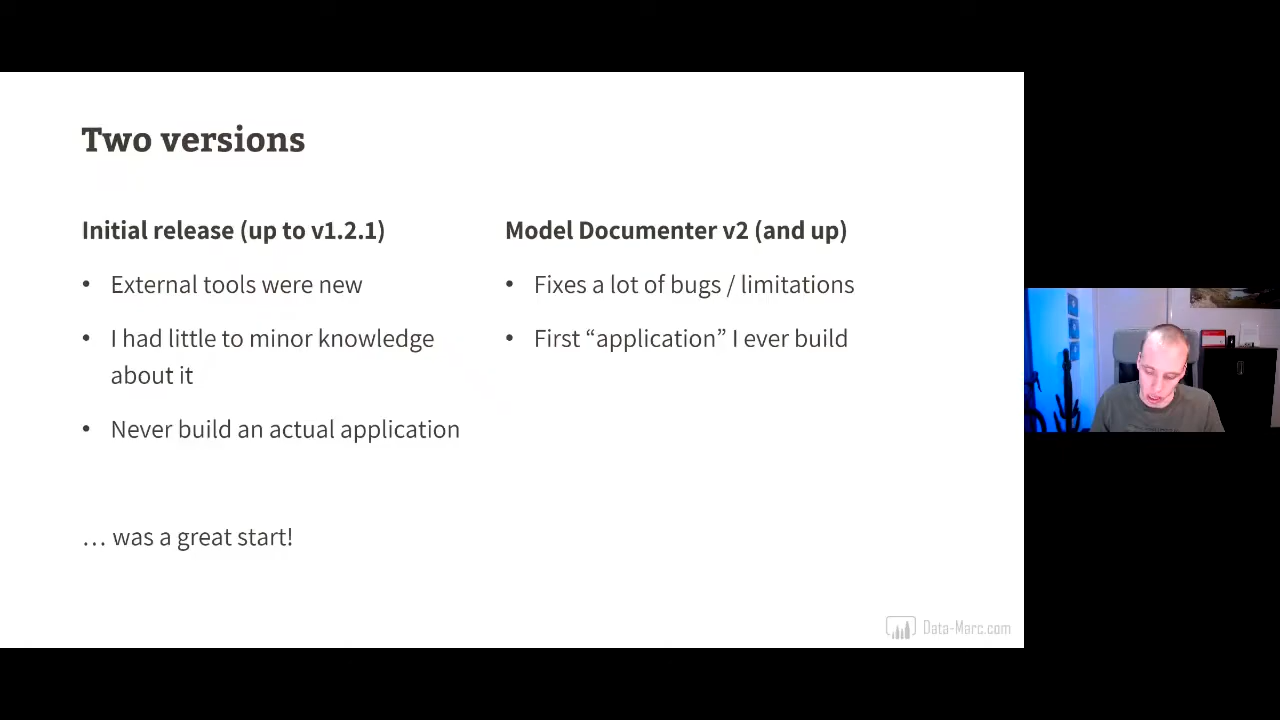 Two versions
Initial release (up to v1.2.1)
• External tools were new
• I had little to minor knowledge
about it
• Never build an actual application
… was a great start!
Model Documenter v2 (and up)
• Fixes a lot of bugs / limitations
• First “application” I ever build
Data-Marc.com